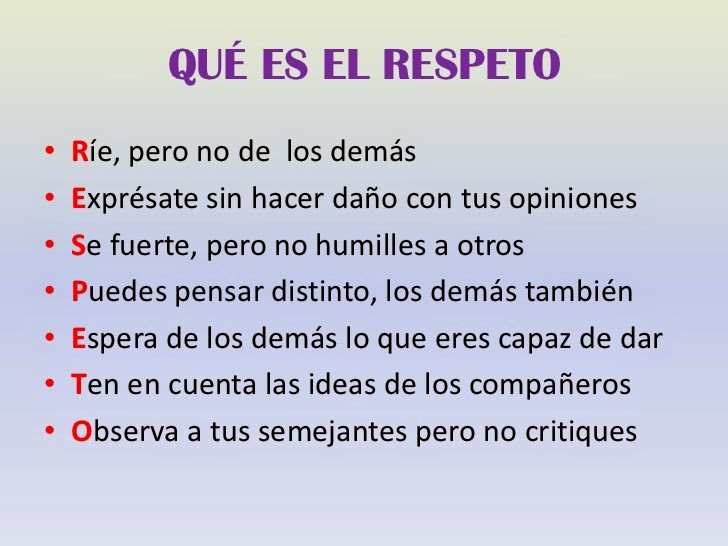 QUÉ ES EL RESPETO
• Ríe, pero no de los demás
• Exprésate sin hacer daño con tus opiniones
• Se fuerte, pero no humilles a otros
• Puedes pensar distinto, los demás también
• Espera de los demás lo que eres capaz de dar
• Ten en cuenta las ideas de los compañeros
• Observa a tus semejantes pero no critiques